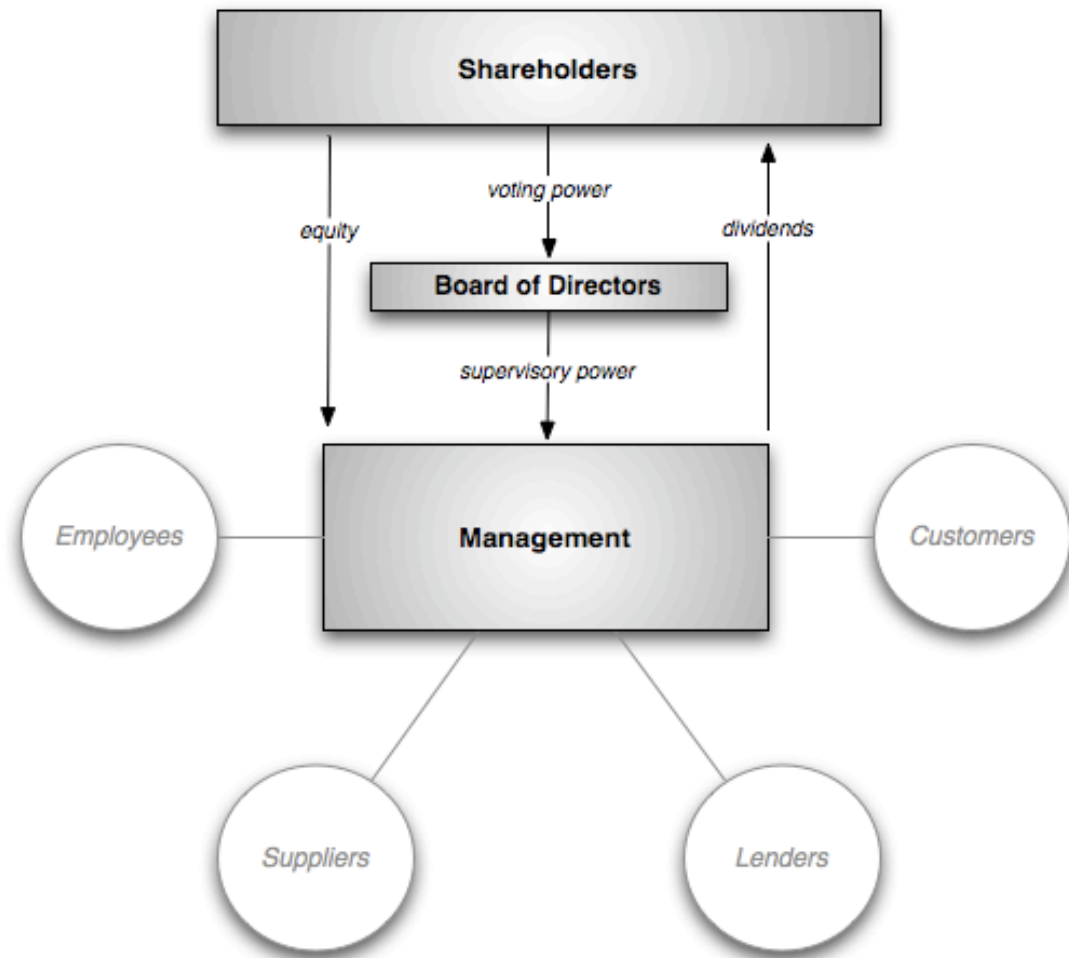 Shareholders
voting power
equity
dividends
Board of Directors
supervisory power
Employees
Management
Customers
Suppliers
Lenders